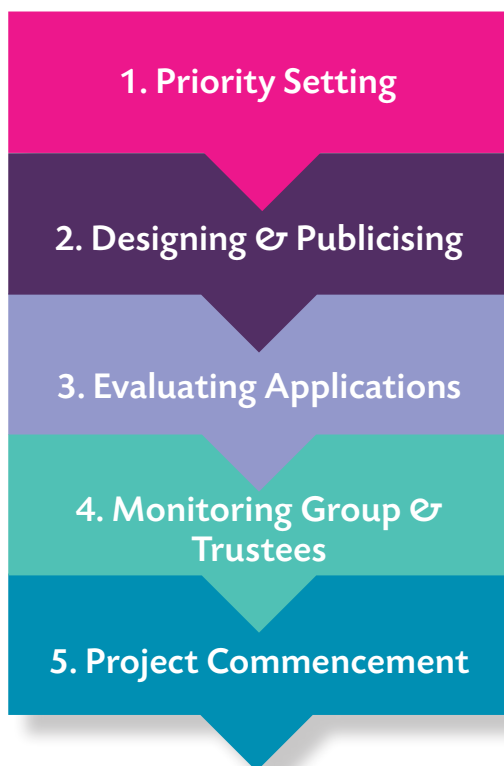 1. Priority Setting
2. Designing & Publicising
3. Evaluating Applications
4. Monitoring Group &
Trustees
5. Project Commencement